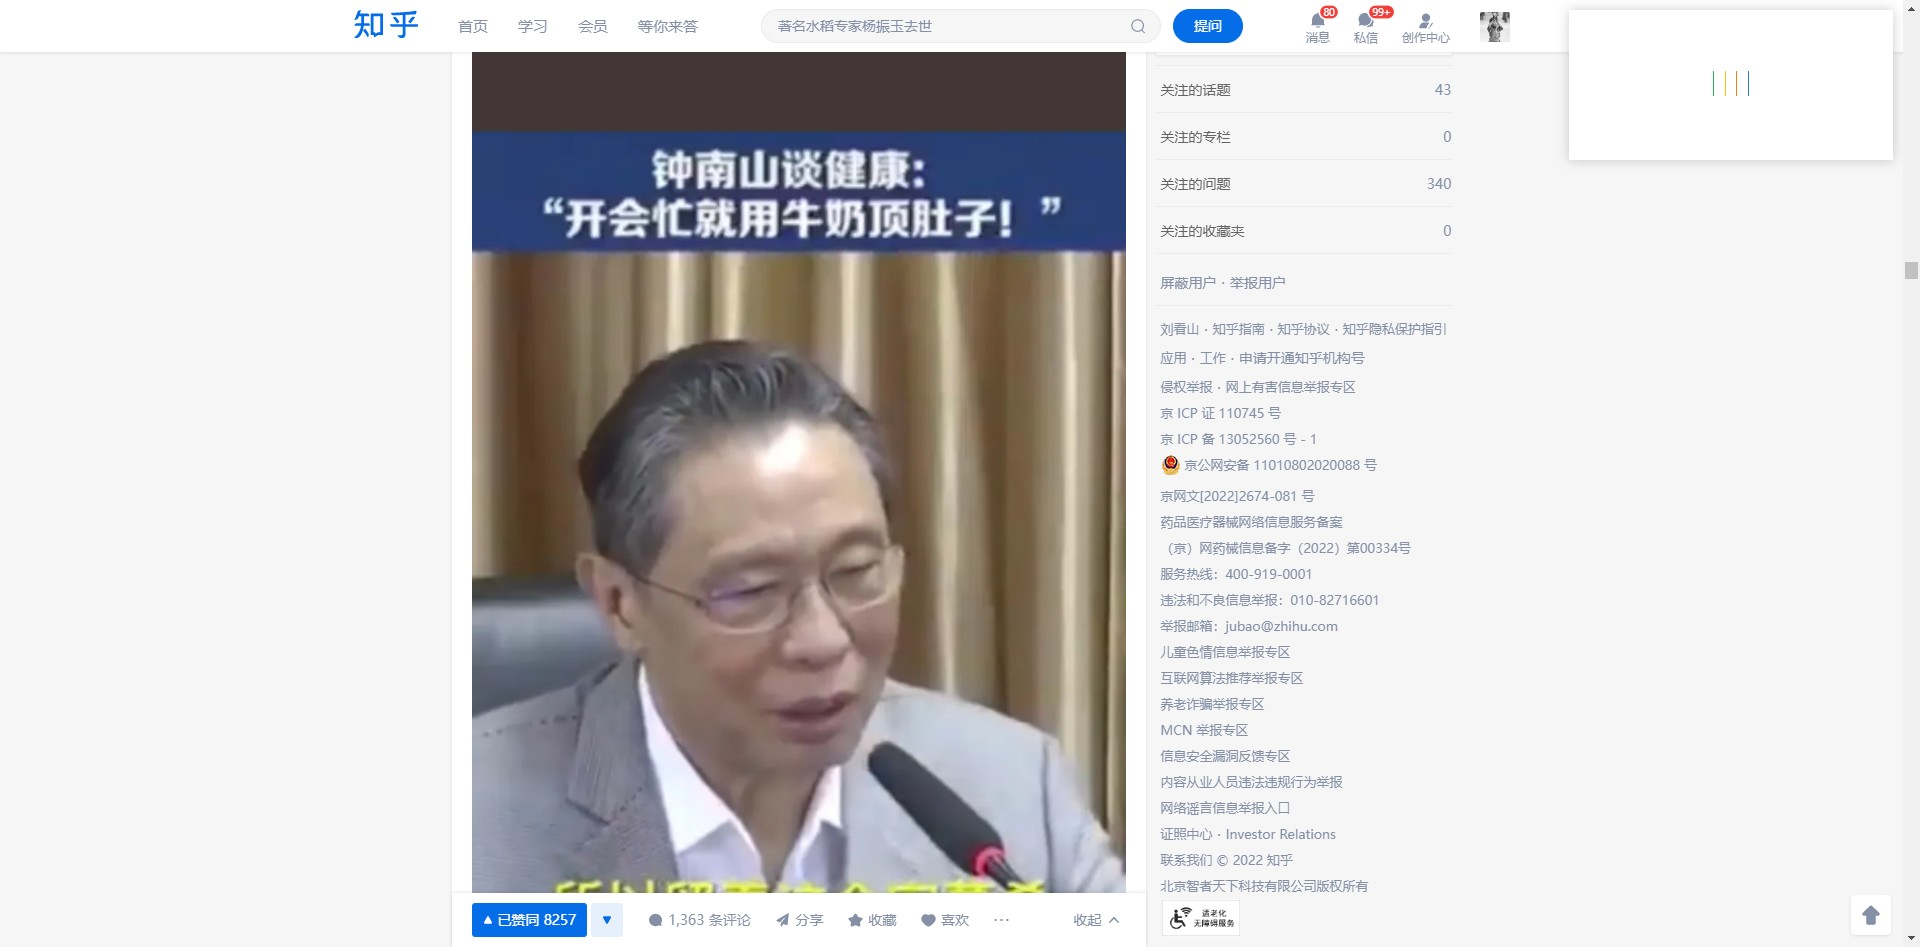 知乎
首页
学习
会员
等你来答
著名水稻专家杨振玉去世
提问
80
消息
99+
私信
创作中心
钟南山谈健康:
“开会忙就用牛奶顶肚子！”
已赞同 8257
1,363 条评论
分享
收藏
喜欢
收起
关注的话题 43
关注的专栏 0
关注的问题 340
关注的收藏夹 0
屏蔽用户 · 举报用户
刘看山 · 知乎指南 · 知乎协议 · 知乎隐私保护指引
应用 · 工作 · 申请开通知乎机构号
侵权举报 · 网上有害信息举报专区
京 ICP 证 110745 号
京 ICP 备 13052560 号 - 1
京公网安备 11010802020088 号
京网文[2022]2674-081 号
药品医疗器械网络信息服务备案
（京）网药械信息备字（2022）第00334号
服务热线：400-919-0001
违法和不良信息举报：010-82716601
举报邮箱：jubao@zhihu.com
儿童色情信息举报专区
互联网算法推荐举报专区
养老诈骗举报专区
MCN 举报专区
信息安全漏洞反馈专区
内容从业人员违法违规行为举报
网络谣言信息举报入口
证照中心 · Investor Relations
联系我们 © 2022 知乎
北京智者天下科技有限公司版权所有
适老化
无障碍服务